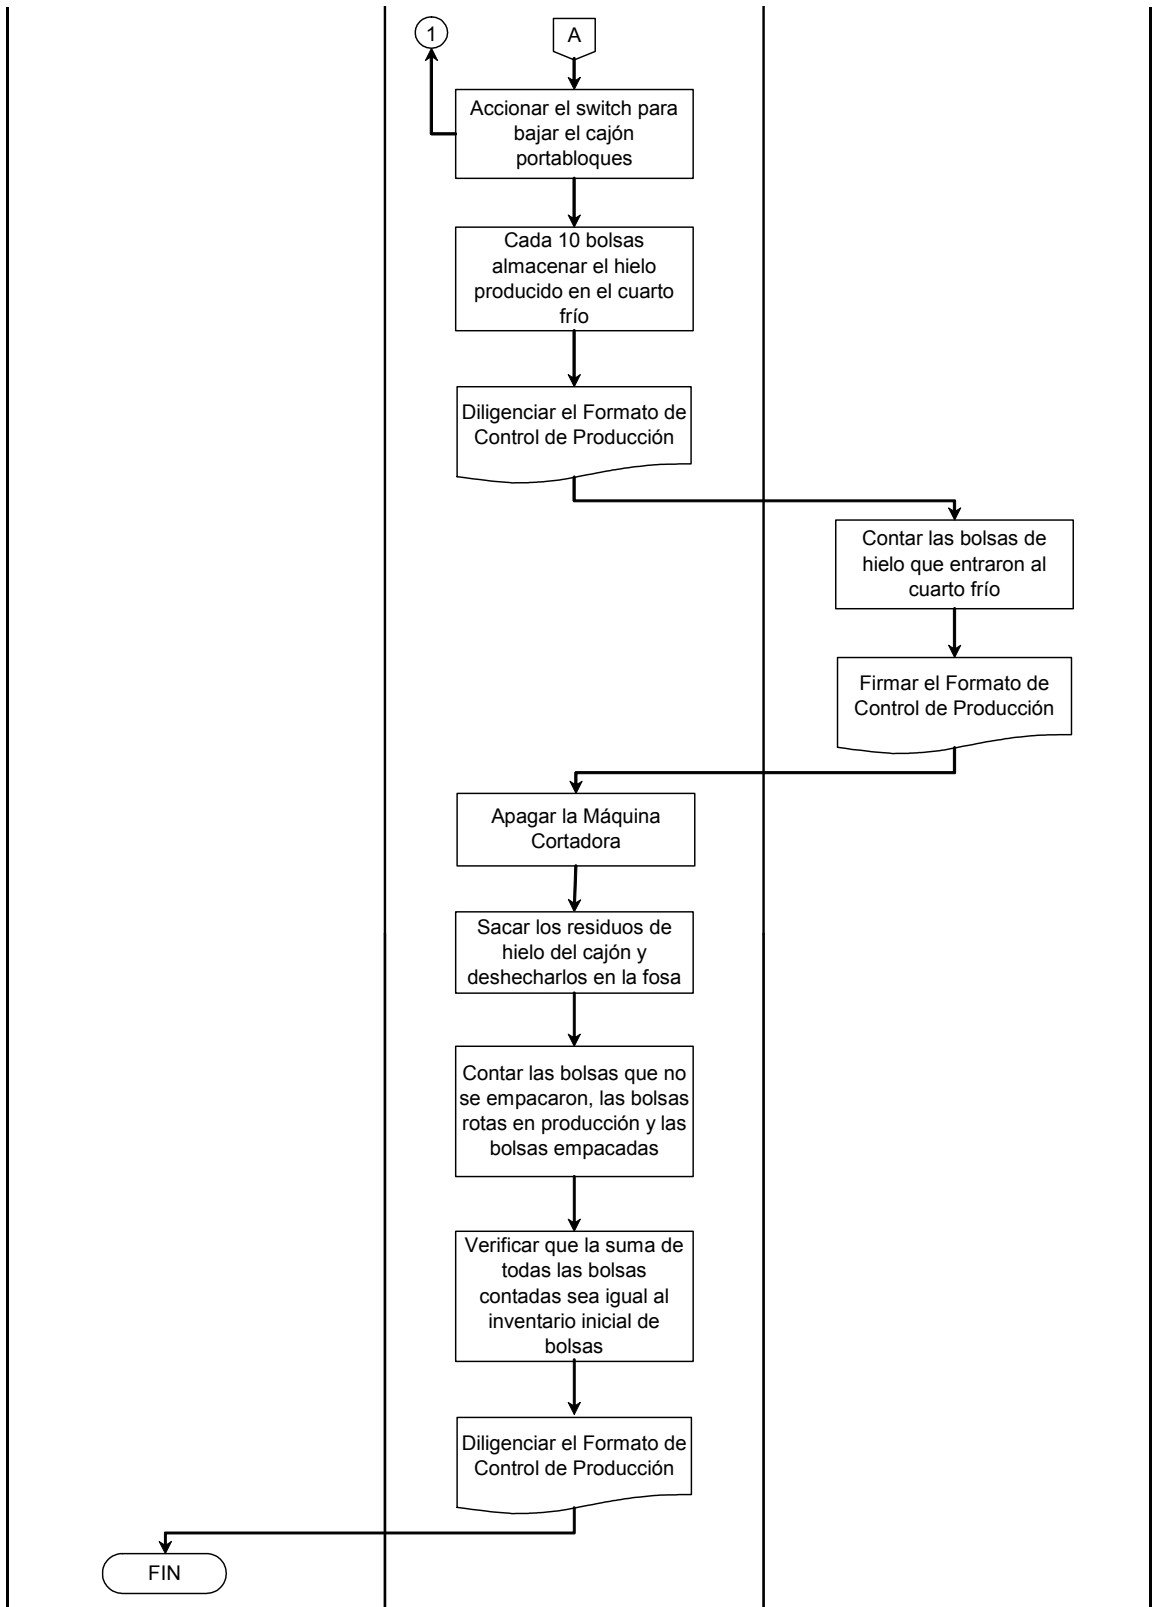 1
A
Accionar el switch para
bajar el cajón
portabloques
Cada 10 bolsas
almacenar el hielo
producido en el cuarto
frío
Diligenciar el Formato de
Control de Producción
Contar las bolsas de
hielo que entraron al
cuarto frío
Firmar el Formato de
Control de Producción
Apagar la Máquina
Cortadora
Sacar los residuos de
hielo del cajón y
deshecharlos en la fosa
Contar las bolsas que no
se empacaron, las bolsas
rotas en producción y las
bolsas empacadas
Verificar que la suma de
todas las bolsas
contadas sea igual al
inventario inicial de
bolsas
Diligenciar el Formato de
Control de Producción
FIN